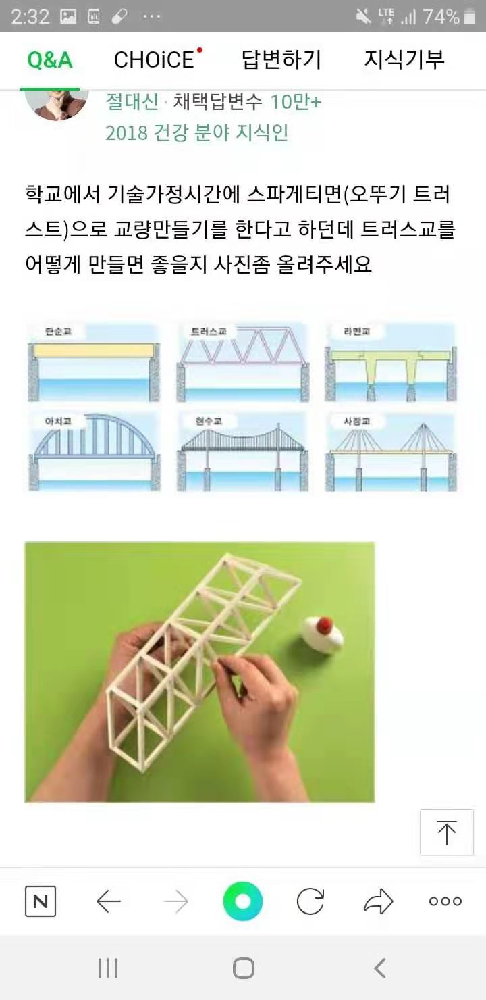 2:32 LTE 74%
Q&A CHOiCE 답변하기 지식기부
절대신 · 채택답변수 10만+
2018 건강 분야 지식인
학교에서 기술가정시간에 스파게티면(오뚜기 트러
스트)으로 교량만들기를 한다고 하던데 트러스교를
어떻게 만들면 좋을지 사진좀 올려주세요
단순교 트러스교 라멘교
아치교 현수교 사장교
N